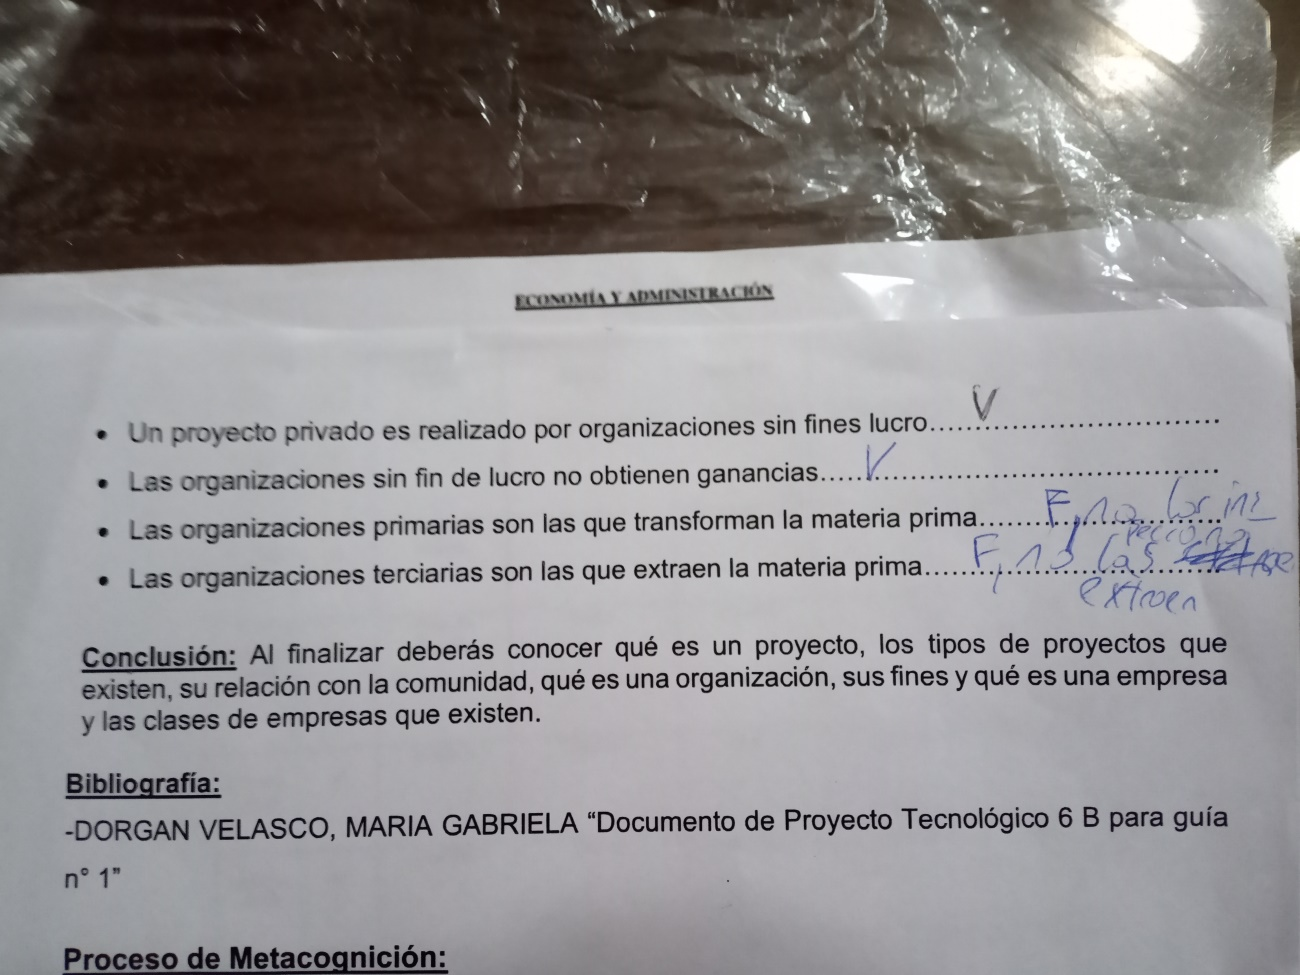 ECONOMÍA Y ADMINISTRACIÓN
• Un proyecto privado es realizado por organizaciones sin fines lucro.......V........................
• Las organizaciones sin fin de lucro no obtienen ganancias.....V..............................
• Las organizaciones primarias son las que transforman la materia prima.......F, no
• Las organizaciones terciarias son las que extraen la materia prima.......F, no las
extraen
Conclusión: Al finalizar deberás conocer qué es un proyecto, los tipos de proyectos que
existen, su relación con la comunidad, qué es una organización, sus fines y qué es una empresa
y las clases de empresas que existen.
Bibliografía:
-DORGAN VELASCO, MARIA GABRIELA “Documento de Proyecto Tecnológico 6 B para guía
n° 1”
Proceso de Metacognición: